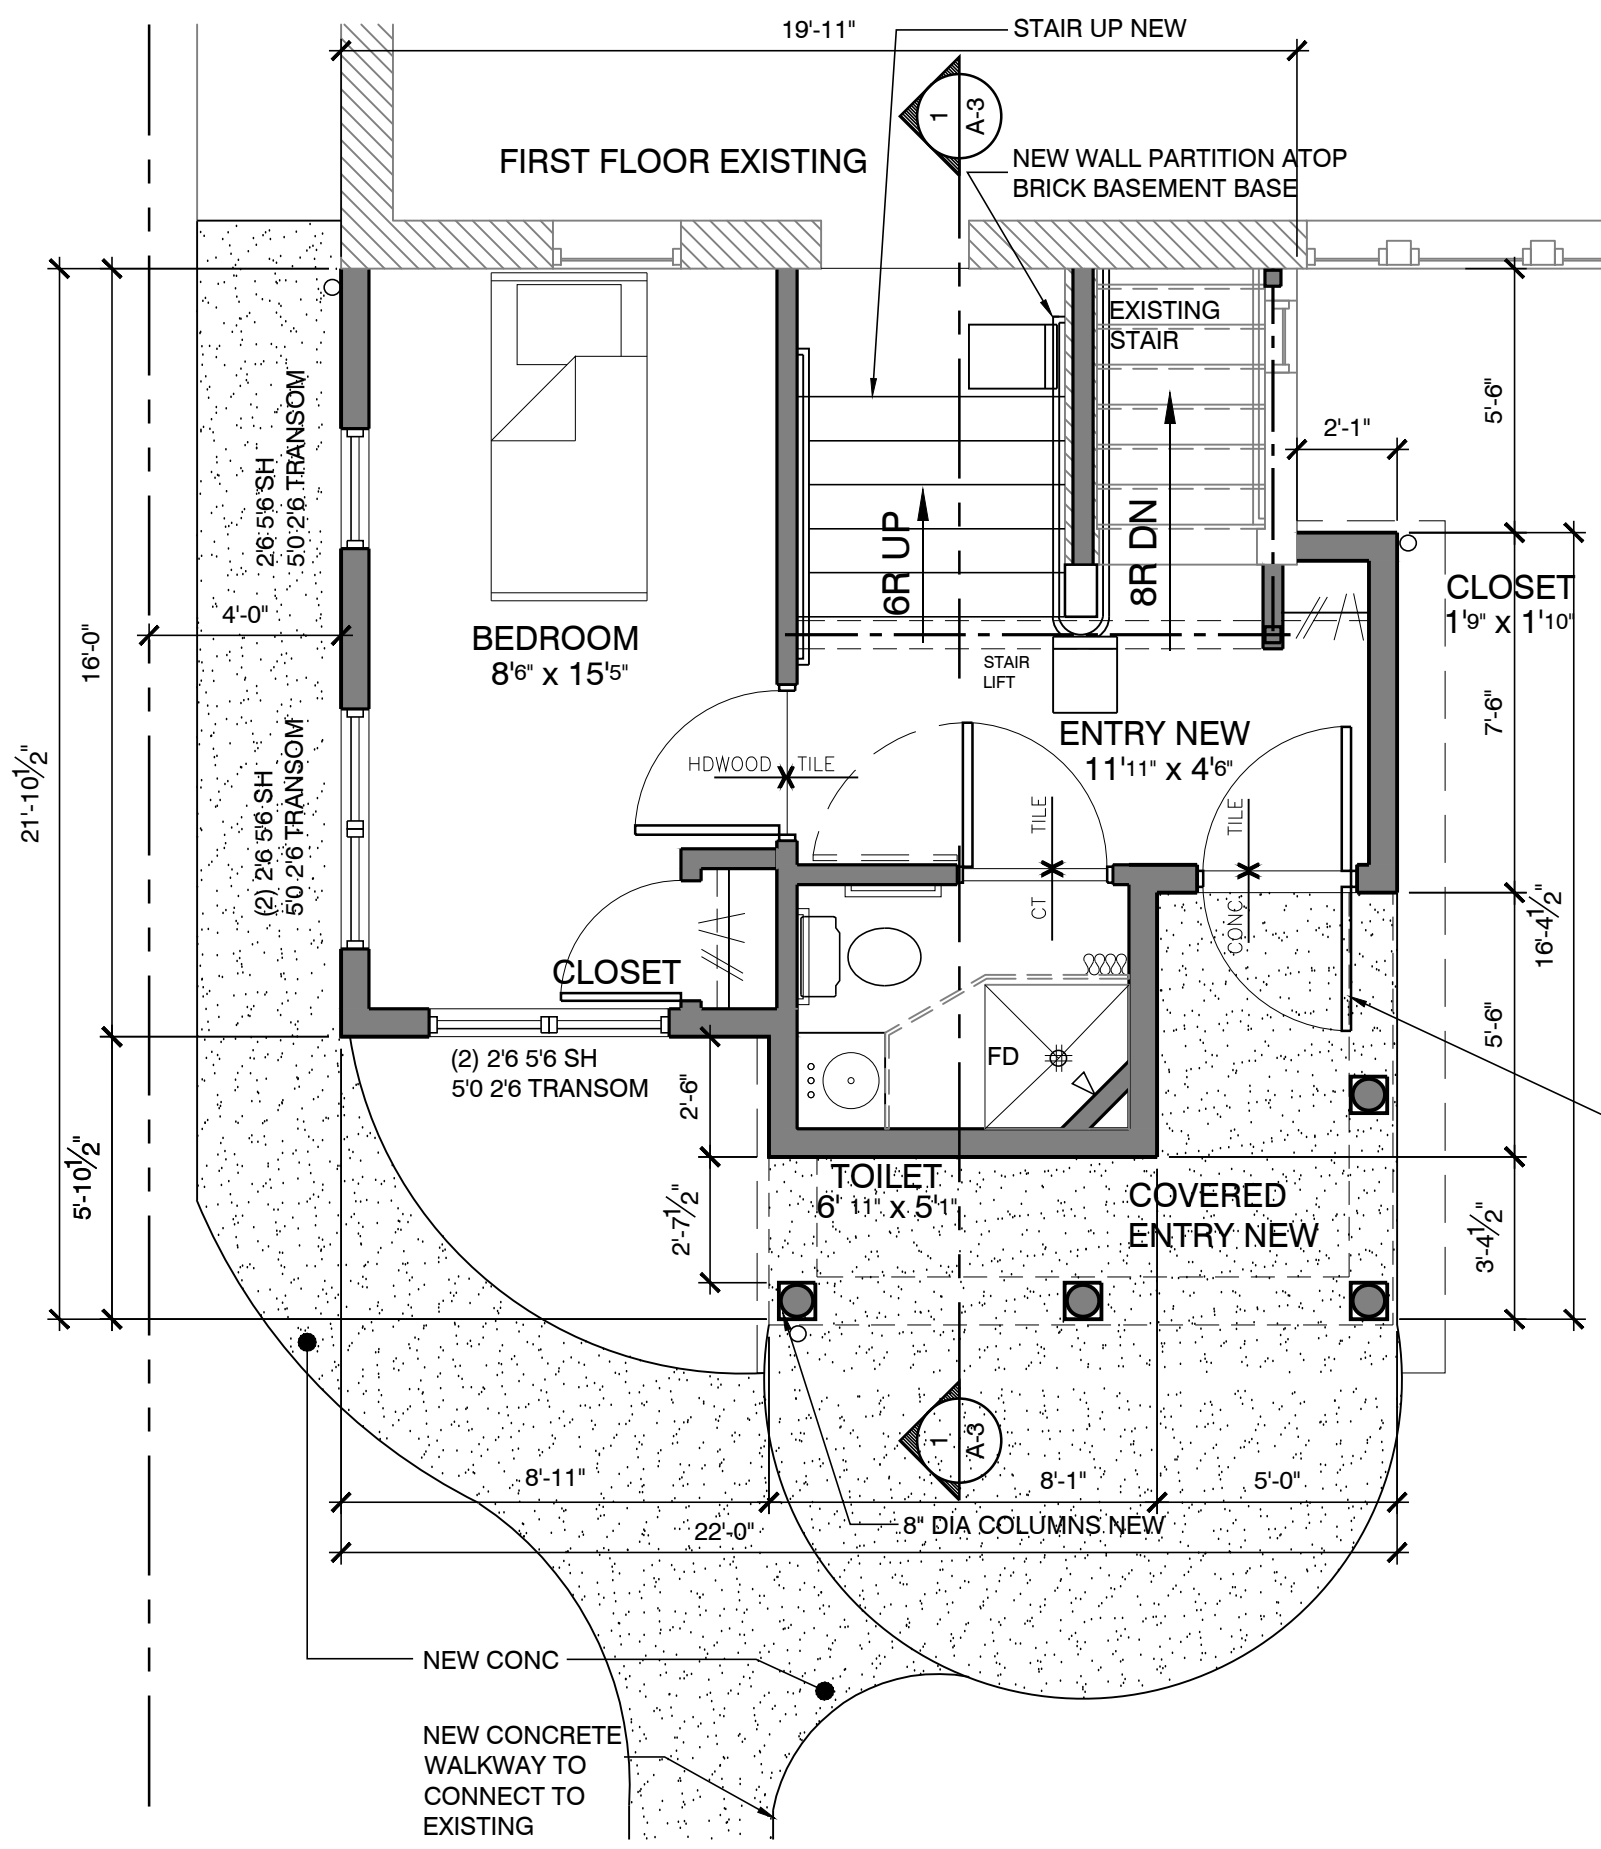 19'-11"
STAIR UP NEW
1
A-3
FIRST FLOOR EXISTING
NEW WALL PARTITION ATOP
BRICK BASEMENT BASE
EXISTING
STAIR
5'-6"
2'-1"
2'6 5'6 SH
5'0 2'6 TRANSOM
4'-0"
16'-0"
21'-10½"
6R UP
8R DN
CLOSET
1'9" x 1'10"
BEDROOM
8'6" x 15'5"
STAIR
LIFT
7'-6"
ENTRY NEW
11'11" x 4'6"
HDWOOD
TILE
(2) 2'6 5'6 SH
5'0 2'6 TRANSOM
TILE
CT
TILE
CONC
16'-4½"
CLOSET
5'-6"
FD
(2) 2'6 5'6 SH
5'0 2'6 TRANSOM
2'-6"
5'-10½"
TOILET
6' 11" x 5'1"
COVERED
ENTRY NEW
2'-7½"
3'-4½"
1
A-3
8'-11"
8'-1"
5'-0"
22'-0"
8" DIA COLUMNS NEW
NEW CONC
NEW CONCRETE
WALKWAY TO
CONNECT TO
EXISTING